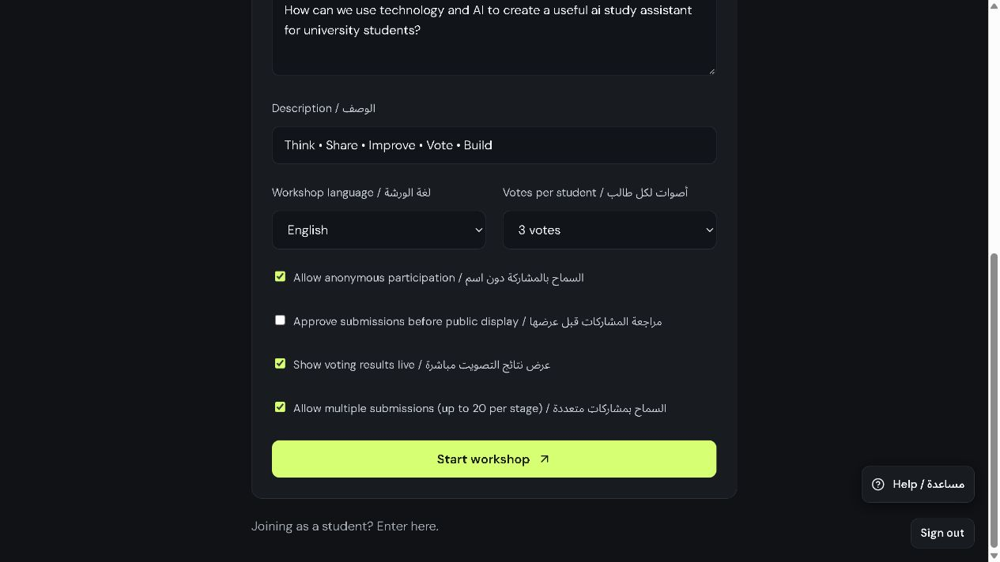 How can we use technology and AI to create a useful ai study assistant
for university students?
Description / الوصف
Think • Share • Improve • Vote • Build
Workshop language / لغة الورشة
Votes per student / أصوات لكل طالب
English
3 votes
Allow anonymous participation / السماح بالمشاركة دون اسم
Approve submissions before public display / مراجعة المشاركات قبل عرضها
Show voting results live / عرض نتائج التصويت مباشرة
Allow multiple submissions (up to 20 per stage) / السماح بمشاركات متعددة
Start workshop
Help / مساعدة
Joining as a student? Enter here.
Sign out